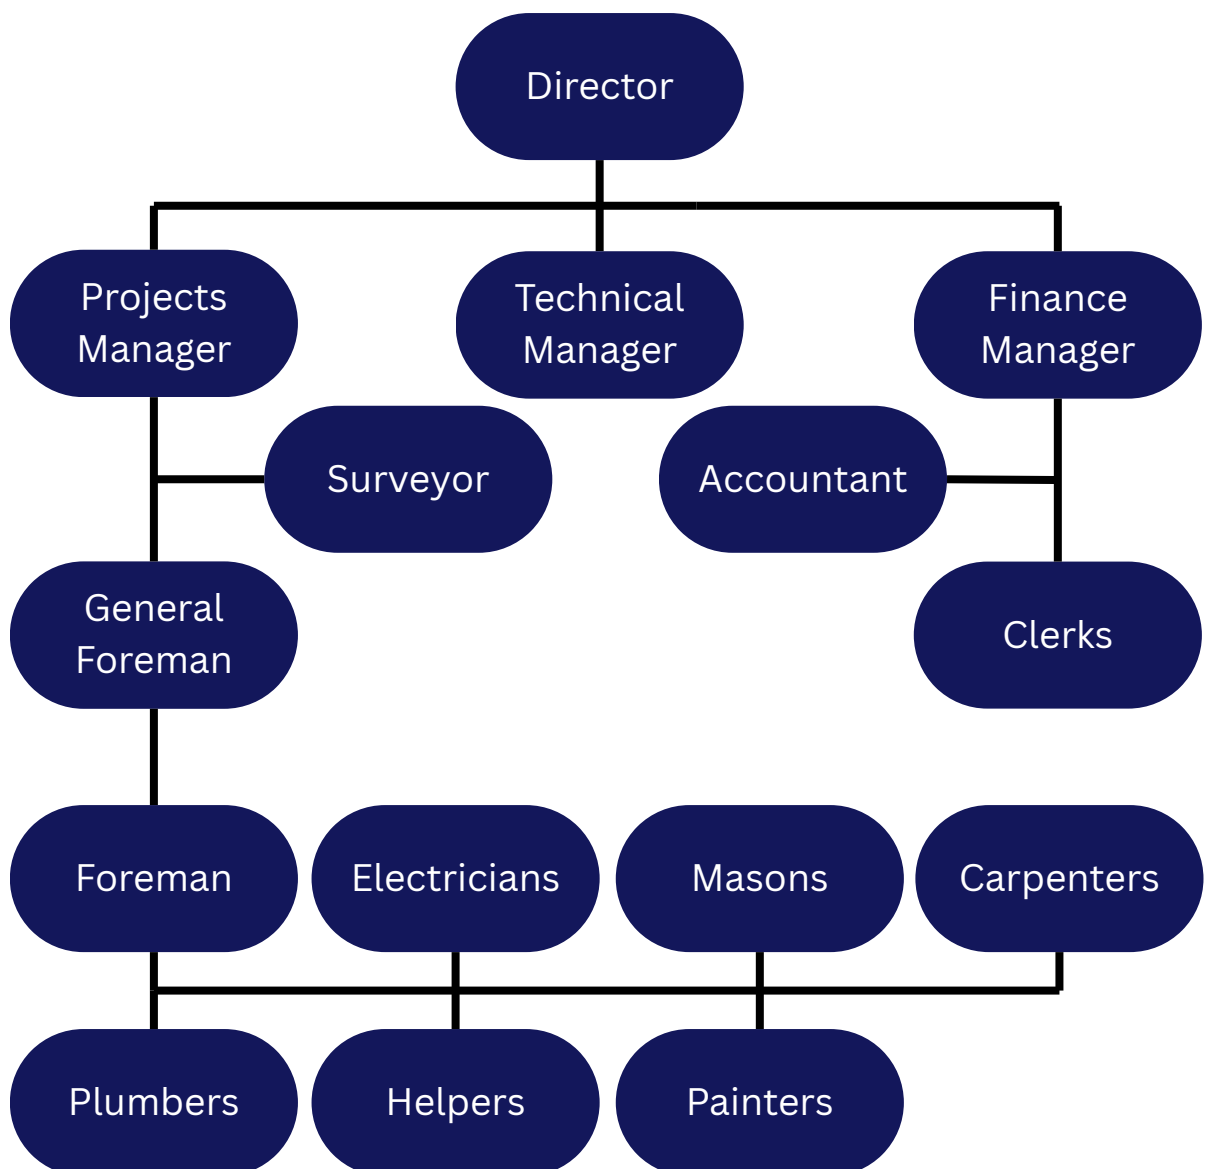 Director
Projects
Manager
Technical
Manager
Finance
Manager
Surveyor
Accountant
General
Foreman
Clerks
Foreman
Electricians
Masons
Carpenters
Plumbers
Helpers
Painters